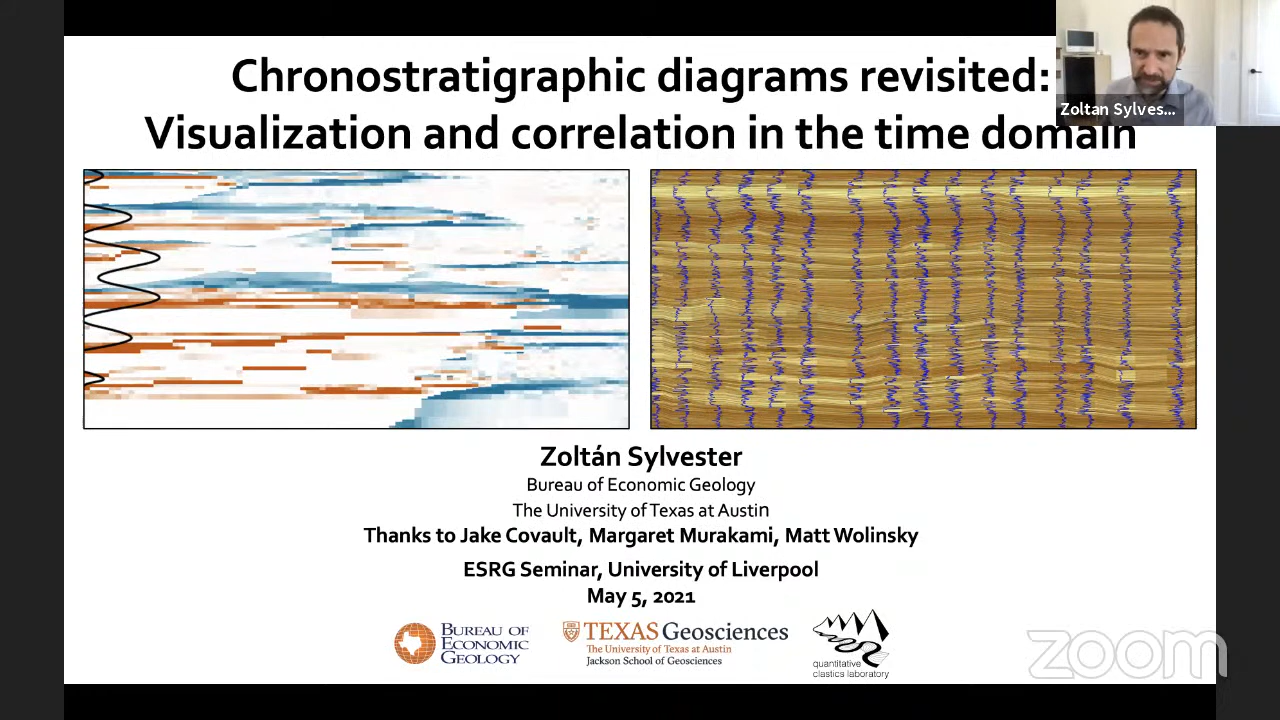 Chronostratigraphic diagrams revisited:
Visualization and correlation in the time domain
Zoltan Sylves...
Zoltán Sylvester
Bureau of Economic Geology
The University of Texas at Austin
Thanks to Jake Covault, Margaret Murakami, Matt Wolinsky
ESRG Seminar, University of Liverpool
May 5, 2021
BUREAU OF
ECONOMIC
GEOLOGY
TEXAS Geosciences
The University of Texas at Austin
Jackson School of Geosciences
quantitative
clastics laboratory
zoom